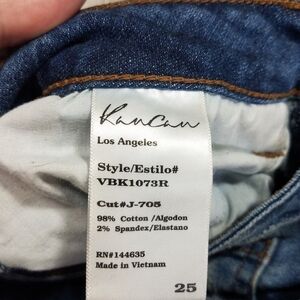 KanCan
Los Angeles
Style/Estilo#
VBK1073R
Cut#J-705
98% Cotton /Algodon
2% Spandex/Elastano
RN#144635
Made in Vietnam
25